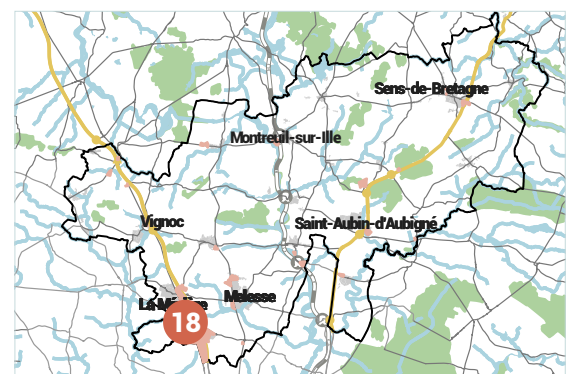 Sens-de-Bretagne
Montreuil-sur-Ille
Vignoc
Saint-Aubin-d'Aubigné
Melesse
18